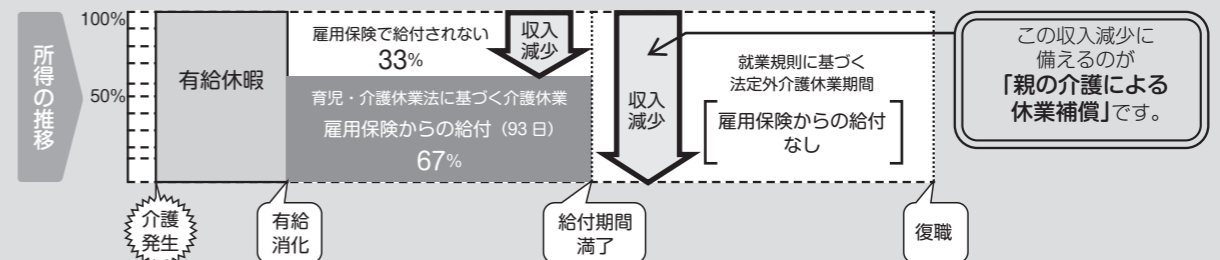 所得の推移
100%
50%
有給休暇
雇用保険で給付されない
33%
収入
減少
育児・介護休業法に基づく介護休業
雇用保険からの給付（93日）
67%
収入
減少
就業規則に基づく
法定外介護休業期間
雇用保険からの給付
なし
この収入減少に
備えるのが
「親の介護による
休業補償」です。
介護
発生
有給
消化
給付期間
満了
復職